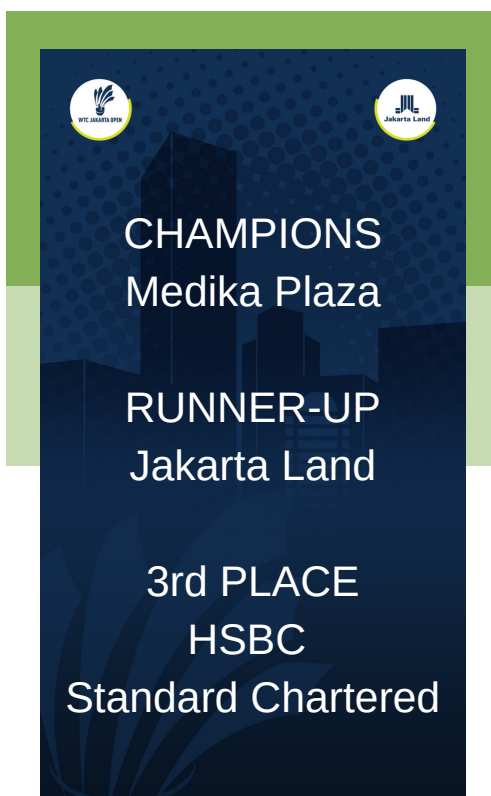 WTC JAKARTA OPEN
Jakarta Land
CHAMPIONS
Medika Plaza
RUNNER-UP
Jakarta Land
3rd PLACE
HSBC
Standard Chartered